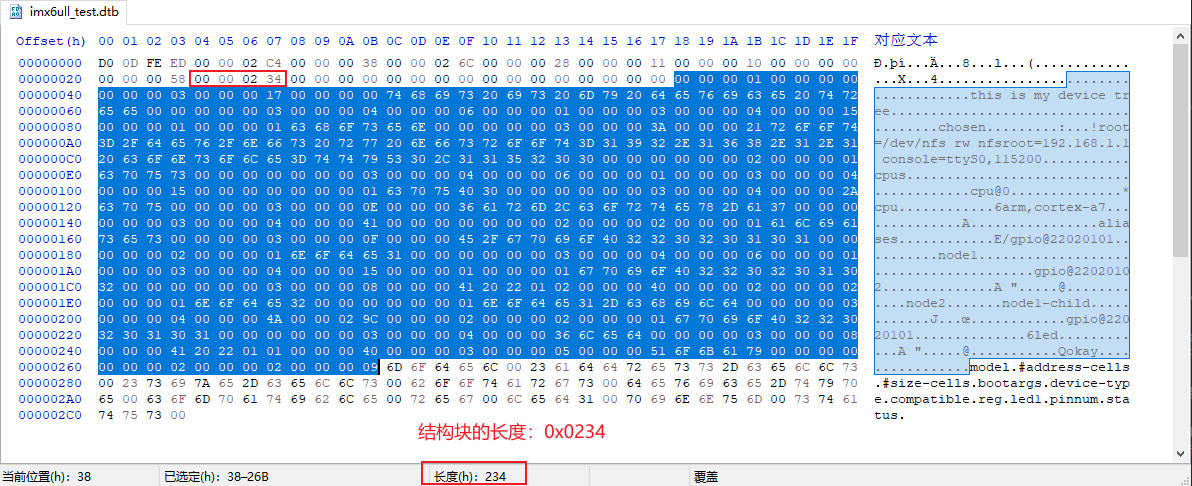 imx6ull_test.dtb
Offset(h) 00 01 02 03 04 05 06 07 08 09 0A 0B 0C 0D 0E 0F 10 11 12 13 14 15 16 17 18 19 1A 1B 1C 1D 1E 1F 对应文本
00000000 D0 0D FE ED 00 00 02 C4 00 00 00 38 00 00 02 6C 00 00 00 28 00 00 00 11 00 00 00 10 00 00 00 00 Ð.þí...Ä...8...l...(............
00000020 00 00 00 58 00 00 02 34 00 00 00 00 00 00 00 00 00 00 00 00 00 00 00 00 00 00 00 01 00 00 00 00 ...X...4........................
00000040 00 00 00 03 00 00 00 17 00 00 00 00 74 68 69 73 20 69 73 20 6D 79 20 64 65 76 69 63 65 20 74 72 ............this is my device tr
00000060 65 65 00 00 00 00 00 03 00 00 00 04 00 00 00 06 00 00 00 01 00 00 00 03 00 00 00 04 00 00 00 15 ee..............................
00000080 00 00 00 01 00 00 00 01 63 68 6F 73 65 6E 00 00 00 00 00 03 00 00 00 3A 00 00 00 21 72 6F 6F 74 ........chosen.........:...!root
000000A0 3D 2F 64 65 76 2F 6E 66 73 20 72 77 20 6E 66 73 72 6F 6F 74 3D 31 39 32 2E 31 36 38 2E 31 2E 31 =/dev/nfs rw nfsroot=192.168.1.1
000000C0 20 63 6F 6E 73 6F 6C 65 3D 74 74 79 53 30 2C 31 31 35 32 30 30 00 00 00 00 00 00 02 00 00 00 01  console=ttyS0,115200...........
000000E0 63 70 75 73 00 00 00 00 00 00 00 03 00 00 00 04 00 00 00 06 00 00 00 01 00 00 00 03 00 00 00 04 cpus............................
00000100 00 00 00 15 00 00 00 00 00 00 00 01 63 70 75 40 30 00 00 00 00 00 00 03 00 00 00 04 00 00 00 2A ............cpu@0..............*
00000120 63 70 75 00 00 00 00 03 00 00 00 0E 00 00 00 36 61 72 6D 2C 63 6F 72 74 65 78 2D 61 37 00 00 00 cpu............6arm,cortex-a7...
00000140 00 00 00 03 00 00 00 04 00 00 00 41 00 00 00 00 00 00 00 02 00 00 00 02 00 00 00 01 61 6C 69 61 ...........A................alia
00000160 73 65 73 00 00 00 00 03 00 00 00 0F 00 00 00 45 2F 67 70 69 6F 40 32 32 30 32 30 31 30 31 00 00 ses............E/gpio@22020101..
00000180 00 00 00 02 00 00 00 01 6E 6F 64 65 31 00 00 00 00 00 00 03 00 00 00 04 00 00 00 06 00 00 00 01 ........node1...................
000001A0 00 00 00 03 00 00 00 04 00 00 00 15 00 00 00 01 00 00 00 01 67 70 69 6F 40 32 32 30 32 30 31 30 ....................gpio@2202010
000001C0 32 00 00 00 00 00 00 03 00 00 00 08 00 00 00 41 20 22 01 02 00 00 00 40 00 00 00 02 00 00 00 02 2..............A ".....@........
000001E0 00 00 00 01 6E 6F 64 65 32 00 00 00 00 00 00 01 6E 6F 64 65 31 2D 63 68 69 6C 64 00 00 00 00 03 ....node2.......node1-child.....
00000200 00 00 00 04 00 00 00 4A 00 00 02 9C 00 00 00 02 00 00 00 02 00 00 00 01 67 70 69 6F 40 32 32 30 .......J...œ............gpio@220
00000220 32 30 31 30 31 00 00 00 00 00 00 03 00 00 00 04 00 00 00 36 6C 65 64 00 00 00 00 03 00 00 00 08 20101..............6led.........
00000240 00 00 00 41 20 22 01 01 00 00 00 40 00 00 00 03 00 00 00 05 00 00 00 51 6F 6B 61 79 00 00 00 00 ...A ".....@...........Qokay....
00000260 00 00 00 02 00 00 00 02 00 00 00 09 6D 6F 64 65 6C 00 23 61 64 64 72 65 73 73 2D 63 65 6C 6C 73 ............model.#address-cells
00000280 00 23 73 69 7A 65 2D 63 65 6C 6C 73 00 62 6F 6F 74 61 72 67 73 00 64 65 76 69 63 65 2D 74 79 70 .#size-cells.bootargs.device-typ
000002A0 65 00 63 6F 6D 70 61 74 69 62 6C 65 00 72 65 67 00 6C 65 64 31 00 70 69 6E 6E 75 6D 00 73 74 61 e.compatible.reg.led1.pinnum.sta
000002C0 74 75 73 00 tus.
结构块的长度：0x0234
当前位置(h): 38 已选定(h): 38-26B 长度(h): 234 覆盖